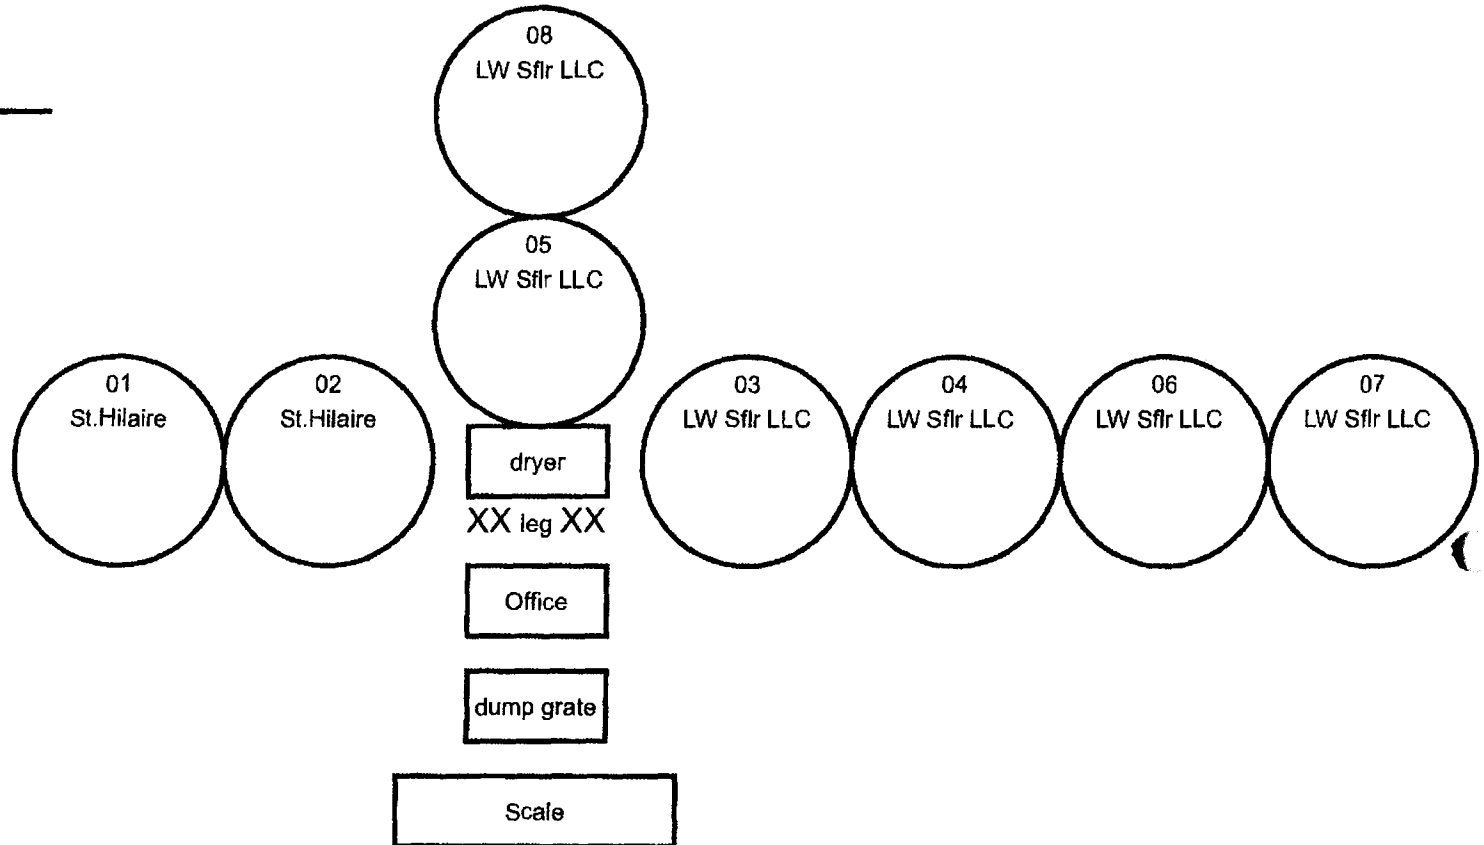 08
LW Sflr LLC
05
LW Sflr LLC
01
St.Hilaire
02
St.Hilaire
03
LW Sflr LLC
04
LW Sflr LLC
06
LW Sflr LLC
07
LW Sflr LLC
dryer
XX leg XX
Office
dump grate
Scale